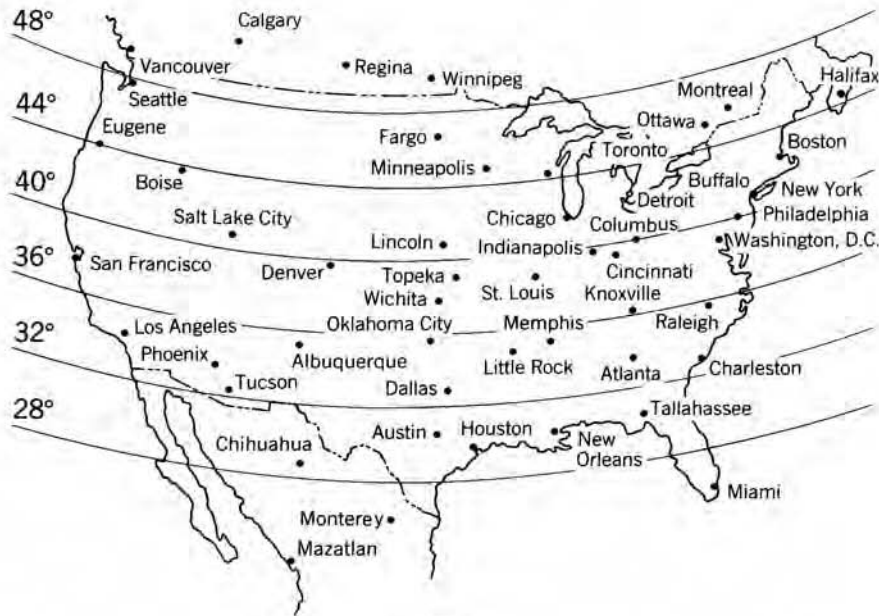 48°
Calgary
Vancouver
Regina
Winnipeg
Halifax
Seattle
Montreal
44°
Eugene
Fargo
Ottawa
Toronto
Boston
Minneapolis
Buffalo
40°
Boise
Detroit
New York
Salt Lake City
Chicago
Columbus
Philadelphia
Lincoln
Indianapolis
Washington, D.C.
36°
San Francisco
Denver
Topeka
Cincinnati
Wichita
St. Louis
Knoxville
32°
Los Angeles
Oklahoma City
Memphis
Raleigh
Phoenix
Albuquerque
Little Rock
Atlanta
Charleston
Tucson
Dallas
28°
Tallahassee
Chihuahua
Austin
Houston
New
Orleans
Miami
Monterey
Mazatlan